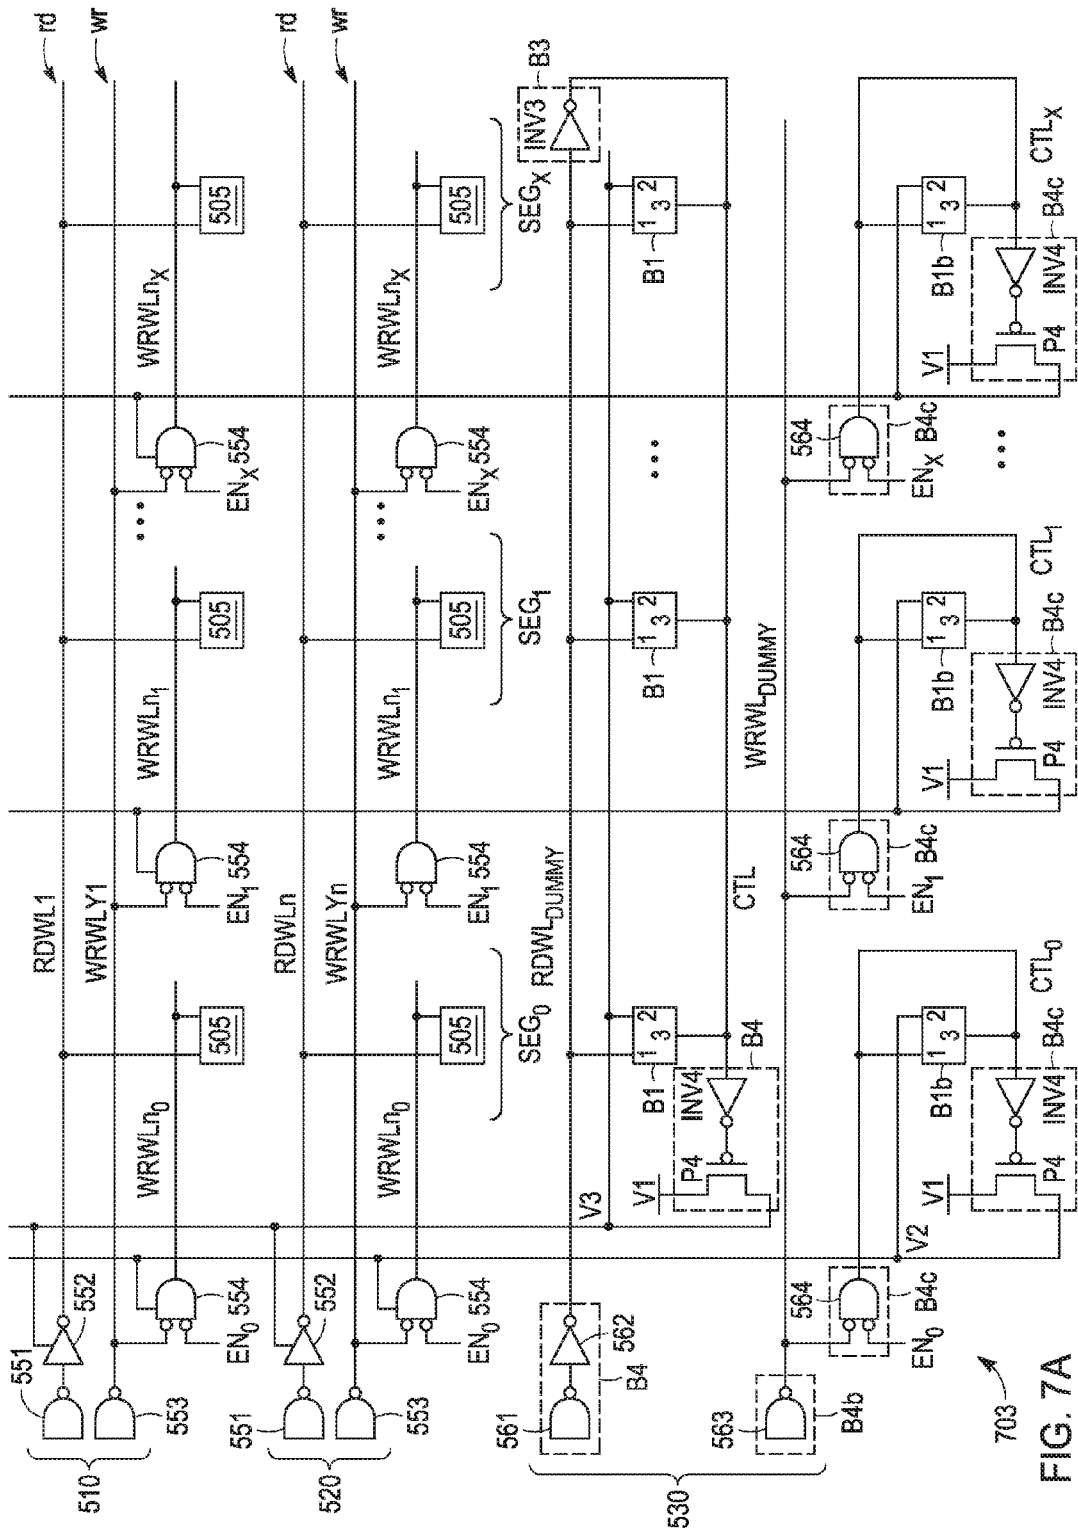 rd
wr
rd
wr
RDWL1
WRWLY1
WRWLn0
WRWLn1
WRWLnX
505
505
505
551
552
553
554
554
554
EN0
EN1
ENX
510
RDWLn
WRWLYn
WRWLn0
WRWLn1
WRWLnX
505
505
505
551
552
553
554
554
554
EN0
EN1
ENX
520
SEG0
SEG1
SEGX
RDWLDUMMY
V3
INV3
B3
1 2
3
B1
1 2
3
B1
1 2
3
B1
561
562
B4
V1
P4
INV4
B4
CTL
WRWLDUMMY
563
B4b
530
564
B4c
EN0
564
B4c
EN1
564
B4c
ENX
V2
1 2
3
B1b
1 2
3
B1b
1 2
3
B1b
CTL0
CTL1
CTLX
V1
P4
INV4
B4c
V1
P4
INV4
B4c
V1
P4
INV4
B4c
703
FIG. 7A